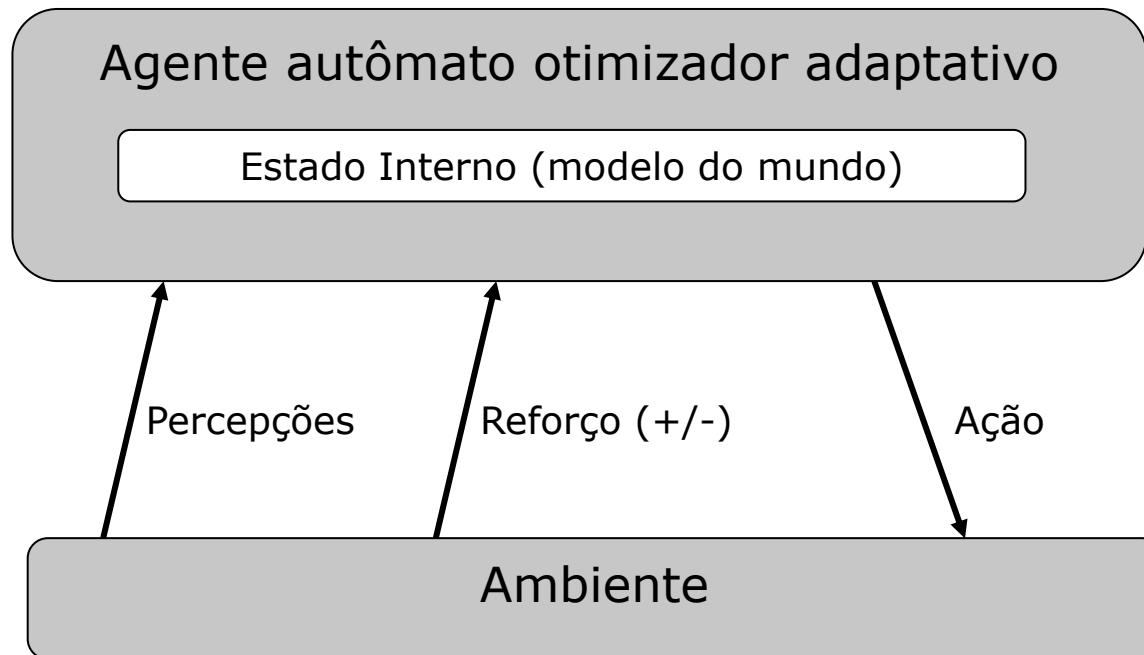 Agente autômato otimizador adaptativo
Estado Interno (modelo do mundo)
Percepções
Reforço (+/-)
Ação
Ambiente